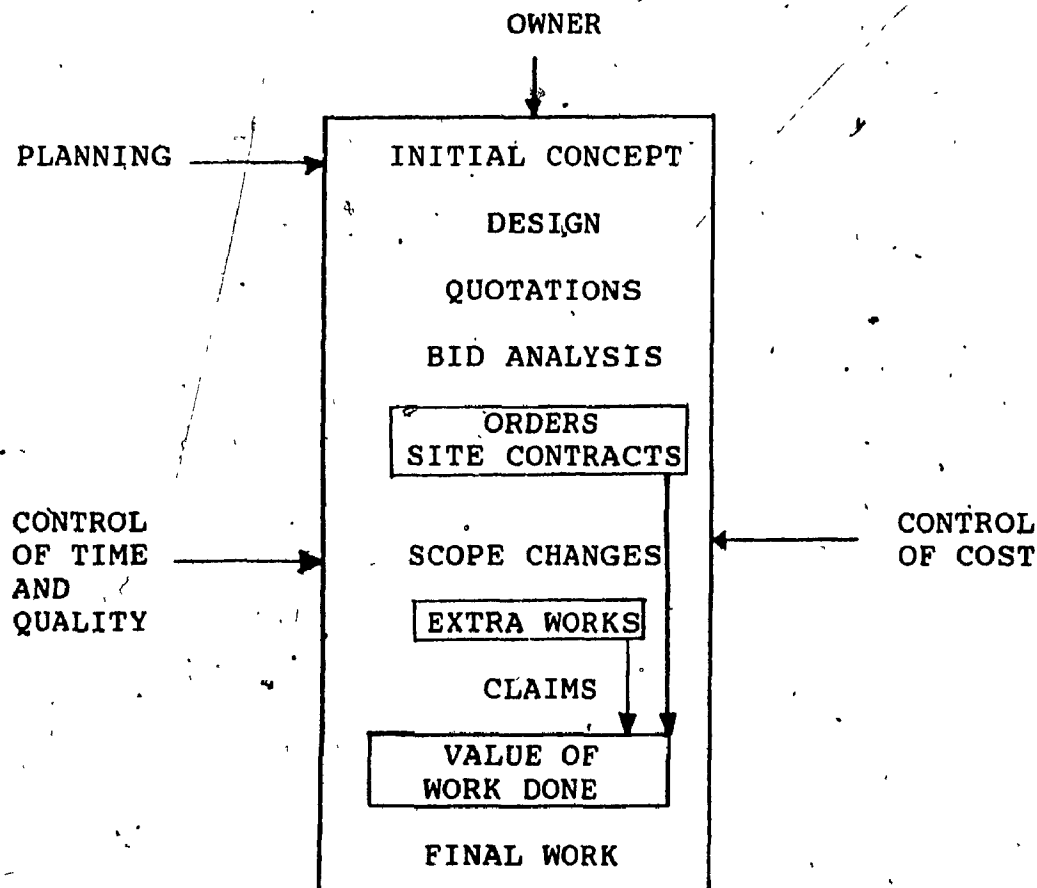 OWNER
PLANNING
INITIAL CONCEPT
DESIGN
QUOTATIONS
BID ANALYSIS
ORDERS
SITE CONTRACTS
CONTROL
OF TIME
AND
QUALITY
SCOPE CHANGES
CONTROL
OF COST
EXTRA WORKS
CLAIMS
VALUE OF
WORK DONE
FINAL WORK